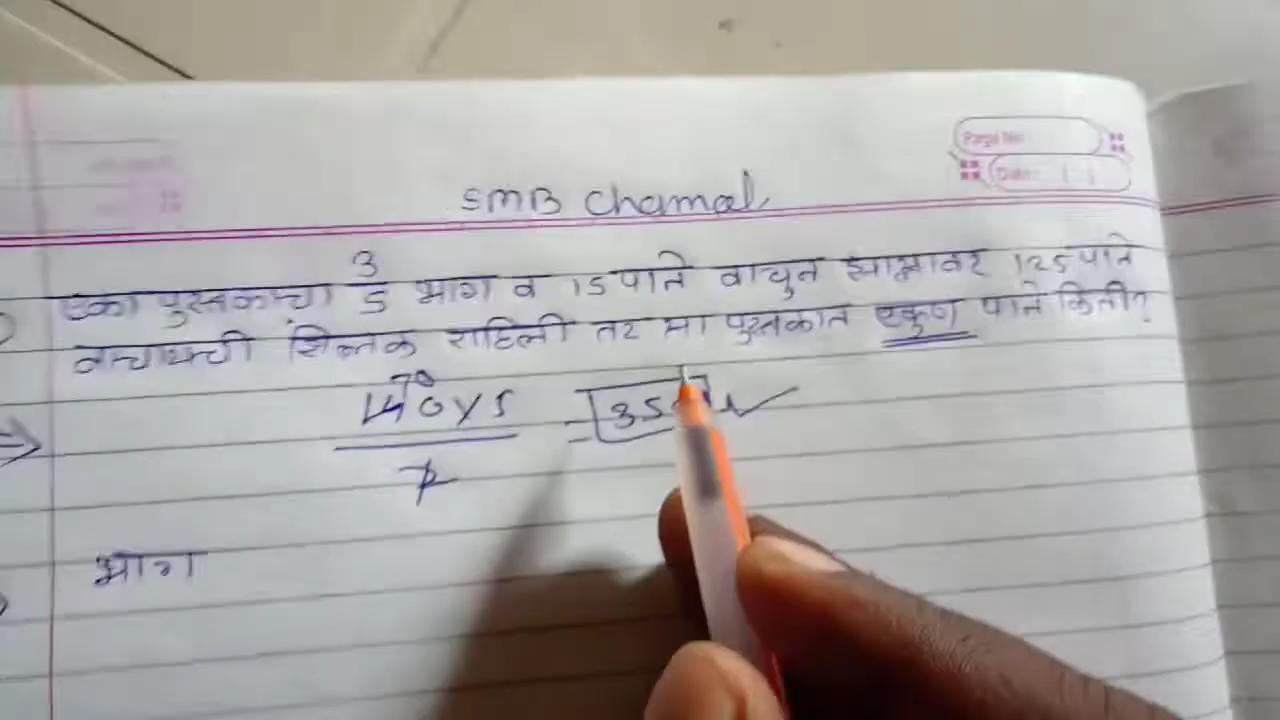 Page No.
Date : | |
SMB Chamal
एका पुस्तकाचा 3/5 भाग व 15 पाने वाचुन झाल्यावर 125 पाने
वाचायची शिल्लक राहिली तर या पुस्तकात एकुण पाने किती?
70
140 × 5 = 350
2
भाग